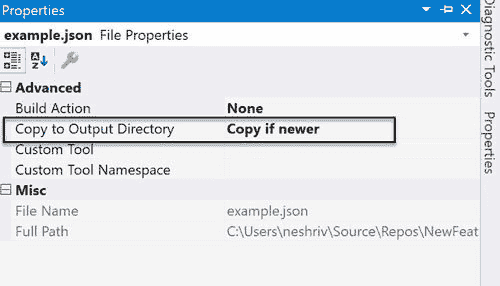 Properties
example.json File Properties
Advanced
Build Action None
Copy to Output Directory Copy if newer
Custom Tool
Custom Tool Namespace
Misc
File Name example.json
Full Path C:\Users\neshriv\Source\Repos\NewFeat
Diagnostic Tools
Properties